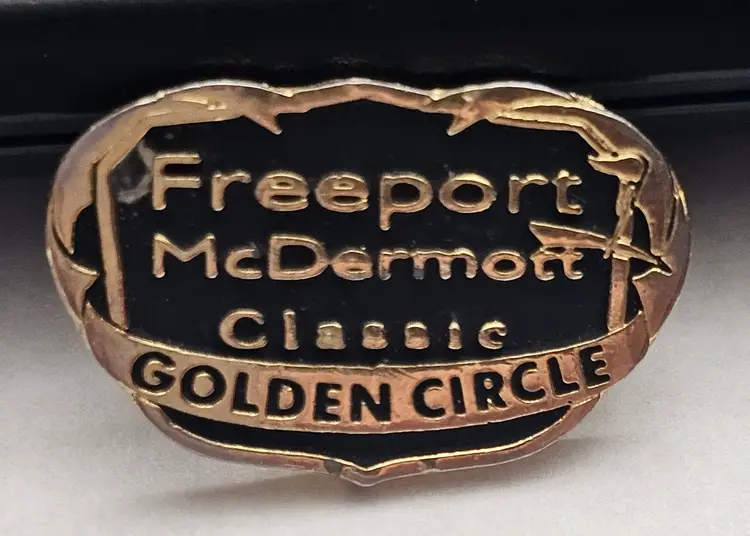 Freeport
McDermott
Classic
GOLDEN CIRCLE